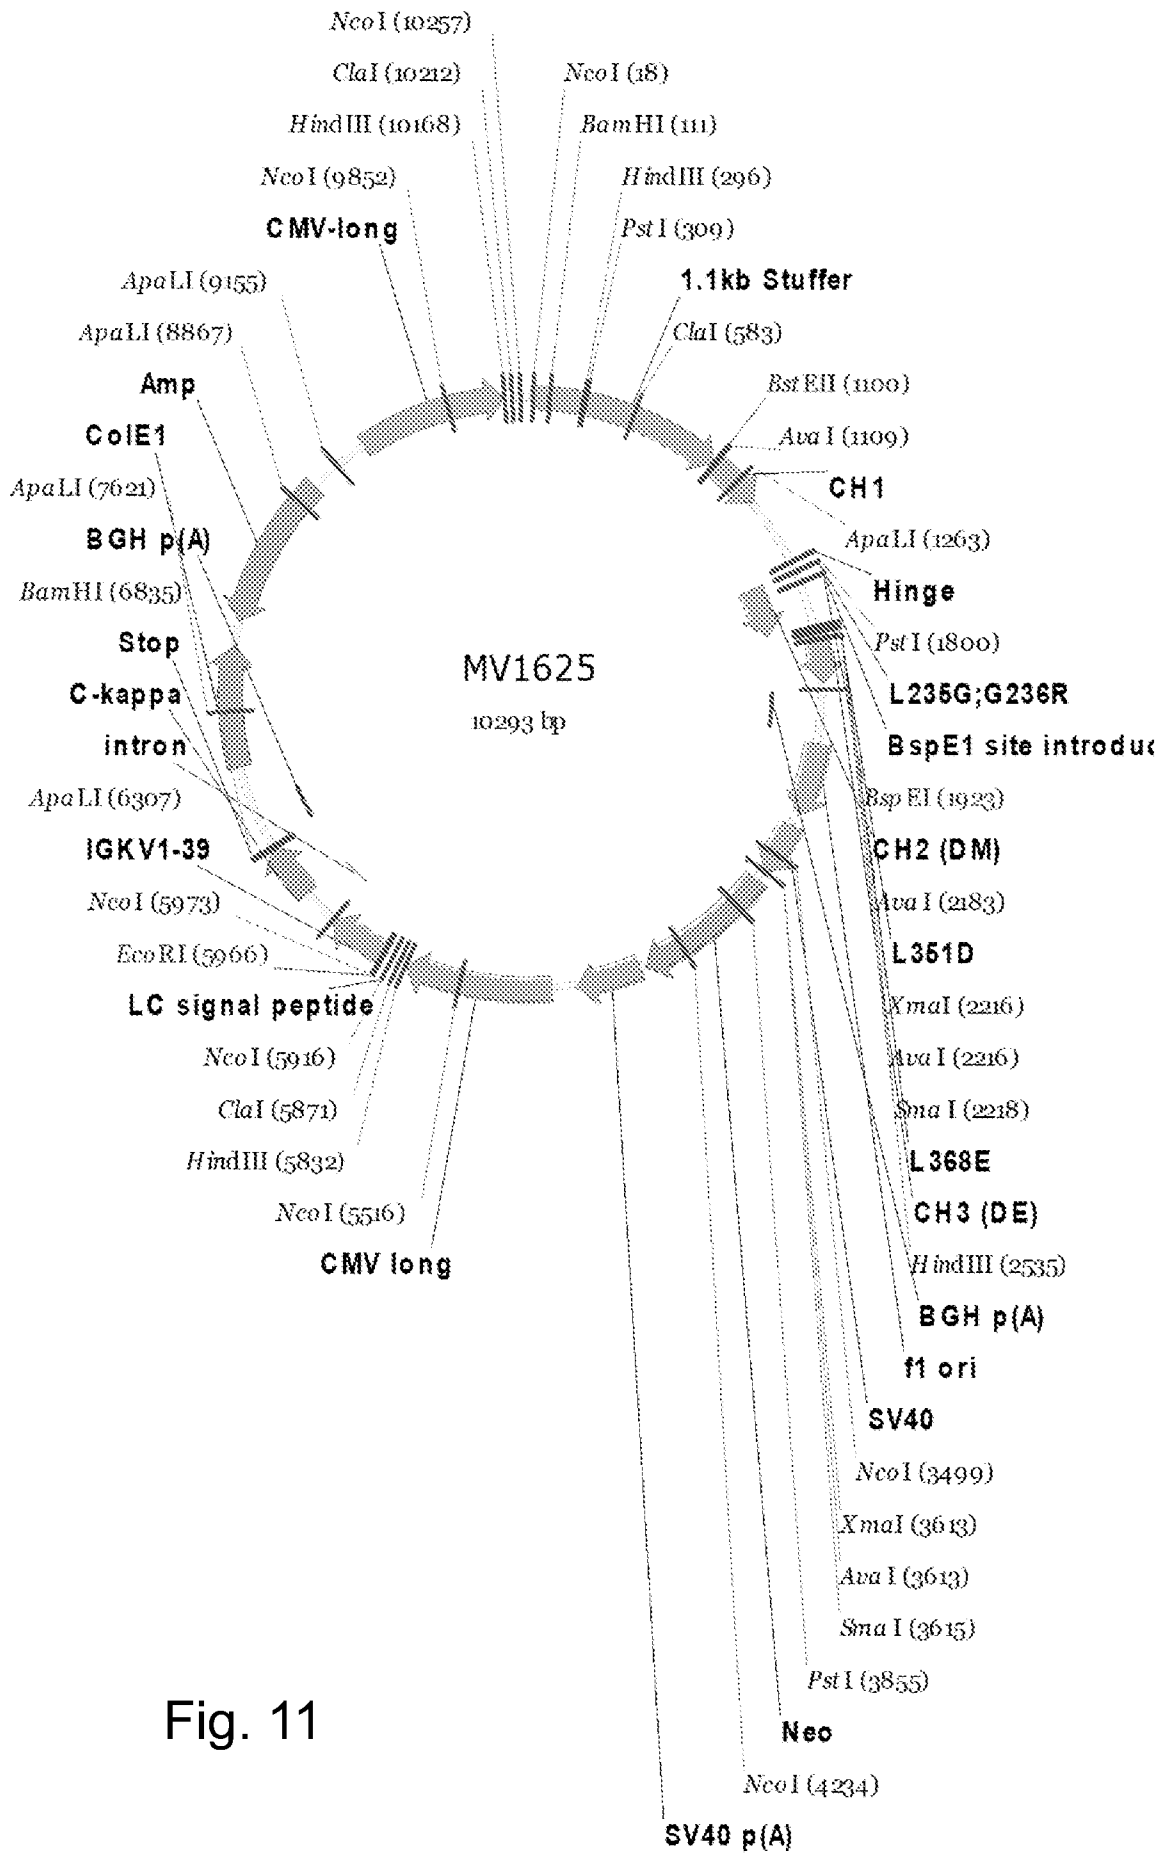 NcoI (10257)
ClaI (10212)
NcoI (18)
HindIII (10168)
BamHI (111)
NcoI (9852)
HindIII (296)
CMV-long
PstI (309)
ApaLI (9155)
1.1kb Stuffer
ApaLI (8867)
ClaI (583)
Amp
BstEII (1100)
ColE1
AvaI (1109)
ApaLI (7621)
CH1
BGH p(A)
ApaLI (1263)
BamHI (6835)
Hinge
Stop
PstI (1800)
MV1625
C-kappa
L235G;G236R
10293 bp
intron
BspE1 site introduc
ApaLI (6307)
BspEI (1923)
IGKV1-39
CH2 (DM)
NcoI (5973)
AvaI (2183)
EcoRI (5966)
L351D
LC signal peptide
XmaI (2216)
NcoI (5916)
AvaI (2216)
ClaI (5871)
SmaI (2218)
HindIII (5832)
L368E
NcoI (5516)
CH3 (DE)
CMV long
HindIII (2535)
BGH p(A)
f1 ori
SV40
NcoI (3499)
XmaI (3613)
AvaI (3613)
SmaI (3615)
PstI (3855)
Fig. 11
Neo
NcoI (4234)
SV40 p(A)